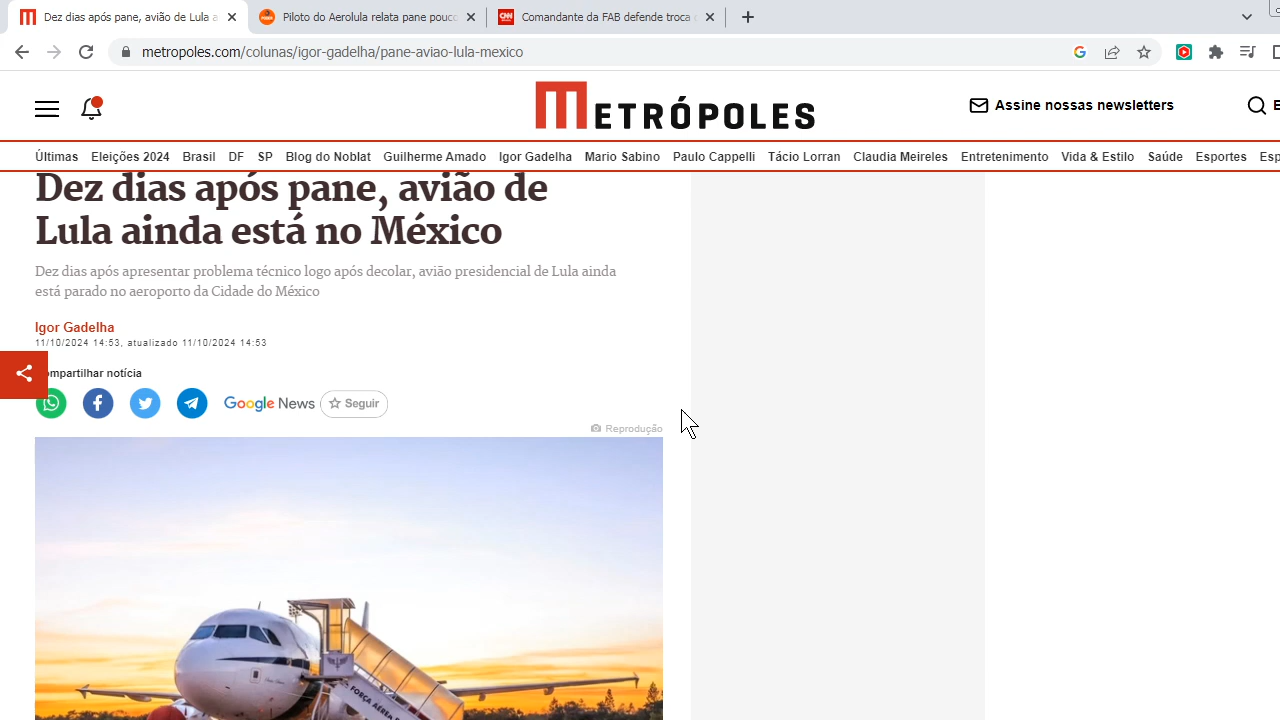 Dez dias após pane, avião de Lula a
Piloto do Aerolula relata pane pouco
CNN
Comandante da FAB defende troca
metropoles.com/colunas/igor-gadelha/pane-aviao-lula-mexico
METRÓPOLES
Assine nossas newsletters
Últimas Eleições 2024 Brasil DF SP Blog do Noblat Guilherme Amado Igor Gadelha Mario Sabino Paulo Cappelli Tácio Lorran Claudia Meireles Entretenimento Vida & Estilo Saúde Esportes Esp
Dez dias após pane, avião de
Lula ainda está no México
Dez dias após apresentar problema técnico logo após decolar, avião presidencial de Lula ainda
está parado no aeroporto da Cidade do México
Igor Gadelha
11/10/2024 14:53, atualizado 11/10/2024 14:53
ompartilhar notícia
Google News Seguir
Reprodução
FORÇA AÉREA